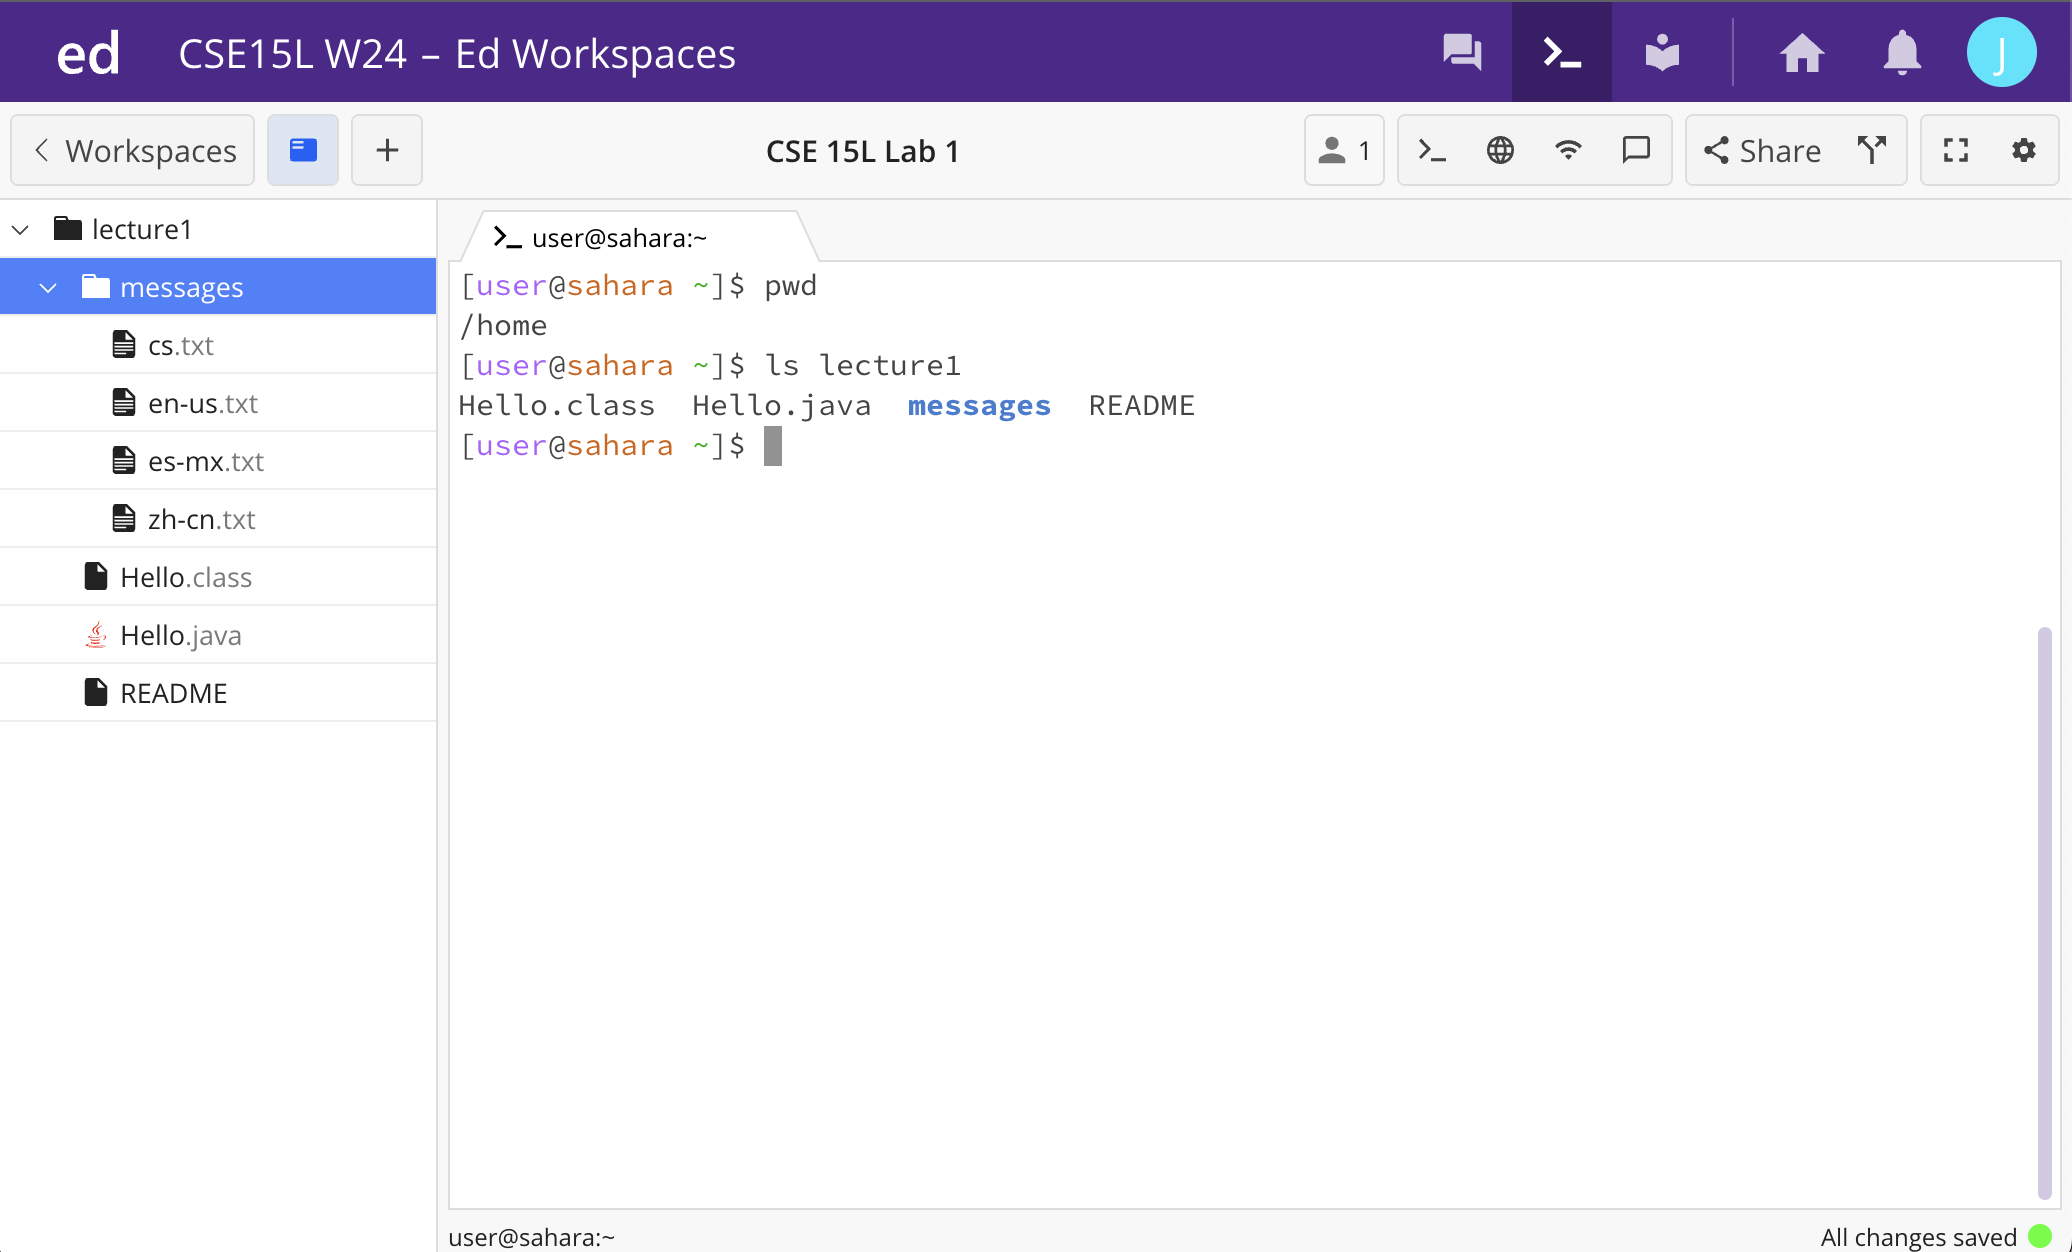 ed CSE15L W24 – Ed Workspaces J
Workspaces CSE 15L Lab 1 1 Share
lecture1
messages
cs.txt
en-us.txt
es-mx.txt
zh-cn.txt
Hello.class
Hello.java
README
user@sahara:~
[user@sahara ~]$ pwd
/home
[user@sahara ~]$ ls lecture1
Hello.class  Hello.java  messages  README
[user@sahara ~]$
user@sahara:~ All changes saved